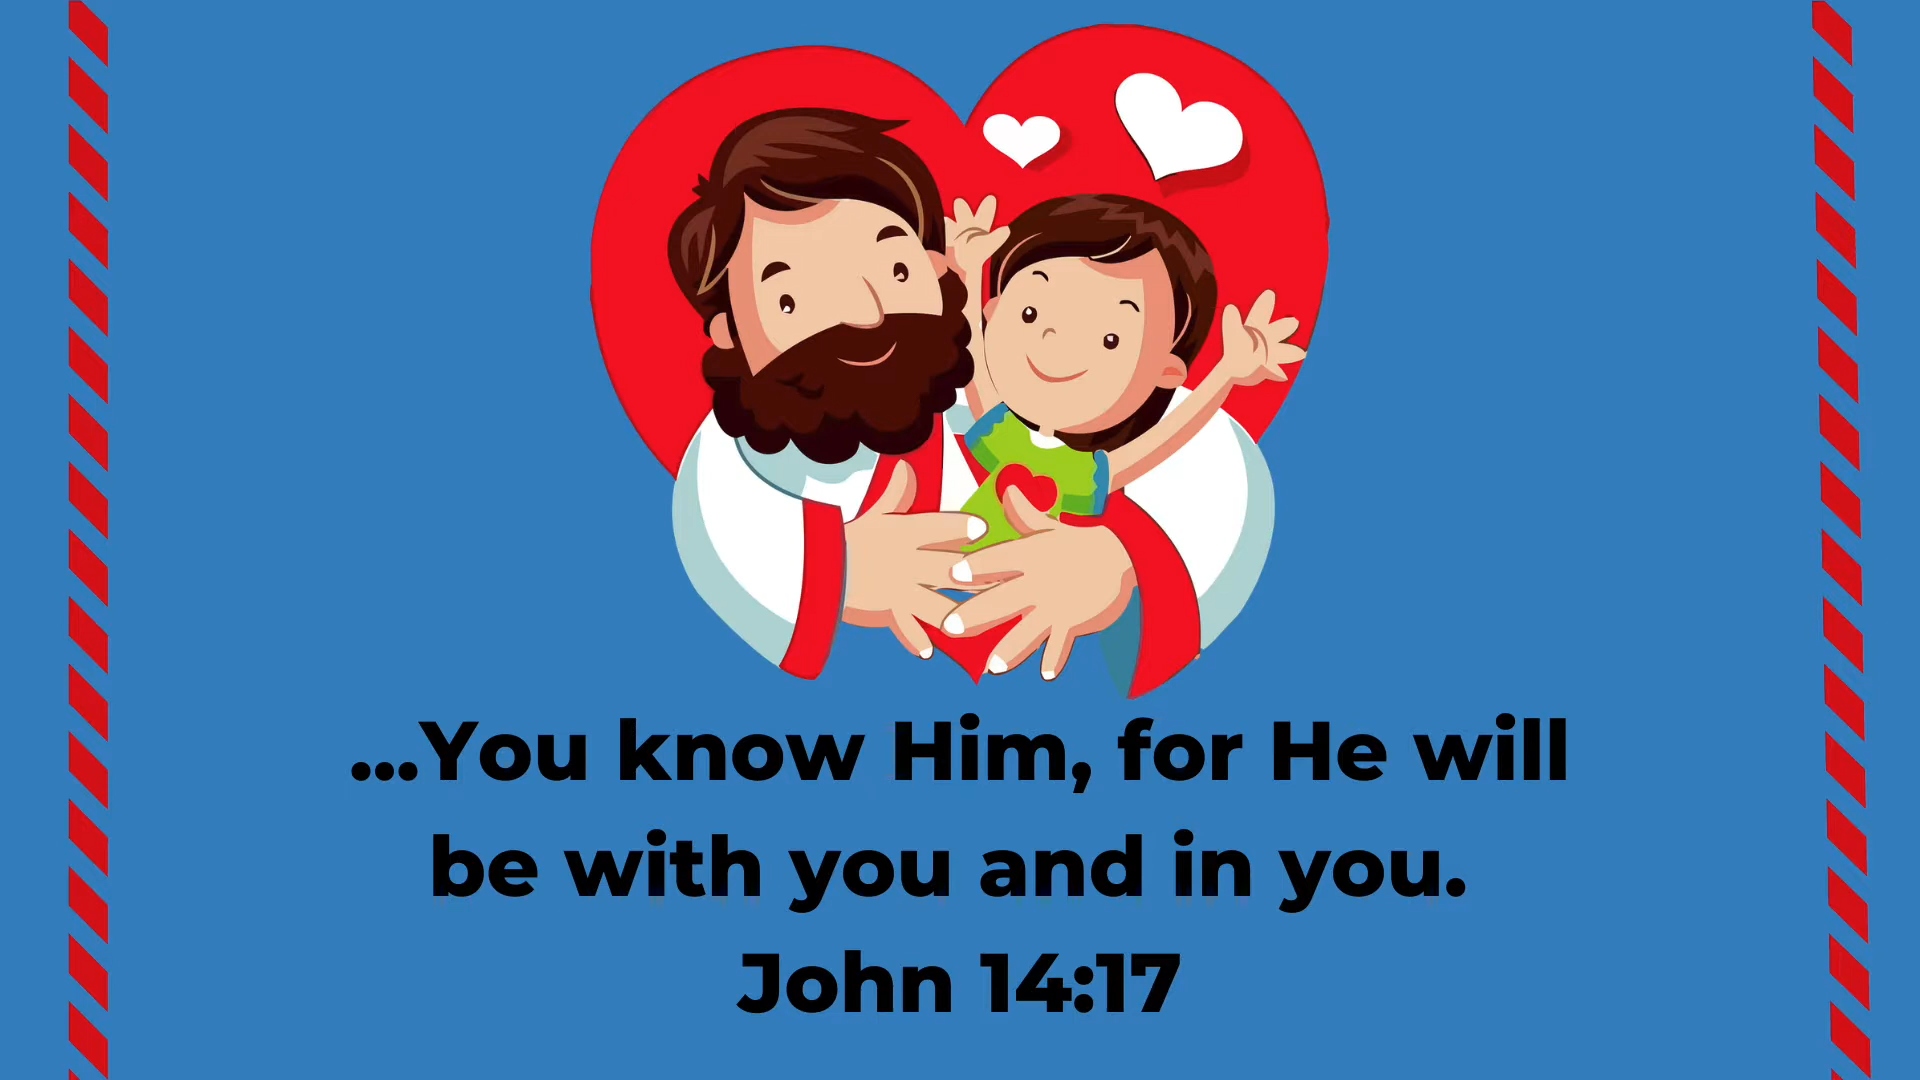 ...You know Him, for He will
be with you and in you.
John 14:17